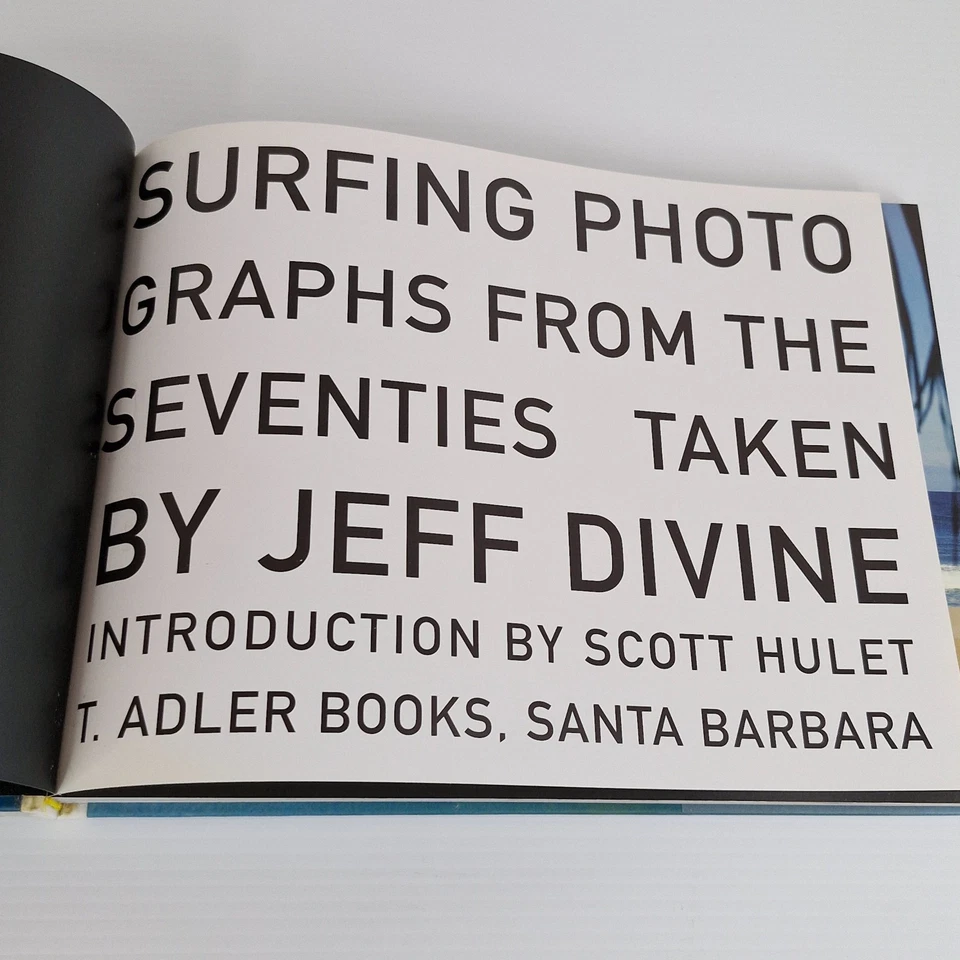 SURFING PHOTO
GRAPHS FROM THE
SEVENTIES TAKEN
BY JEFF DIVINE
INTRODUCTION BY SCOTT HULET
T. ADLER BOOKS, SANTA BARBARA